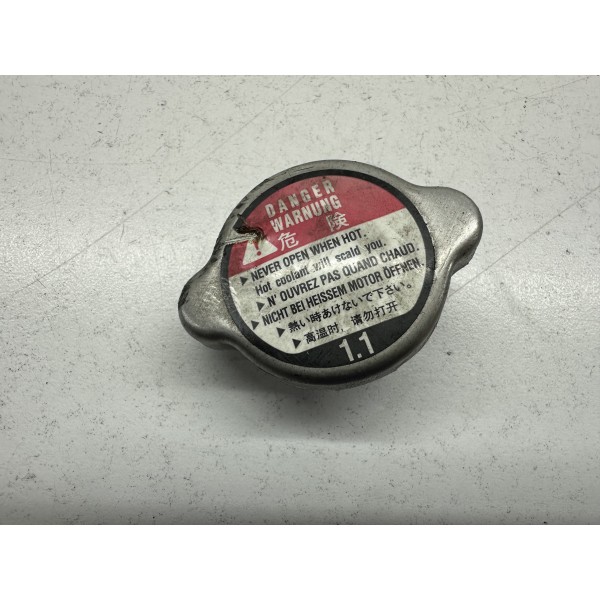 DANGER
WARNUNG
危険
▶ NEVER OPEN WHEN HOT.
Hot coolant will scald you.
▶ N' OUVREZ PAS QUAND CHAUD.
▶ NICHT BEI HEISSEM MOTOR ÖFFNEN.
▶ 熱い時あけないで下さい。
▶ 高温时，请勿打开
1.1